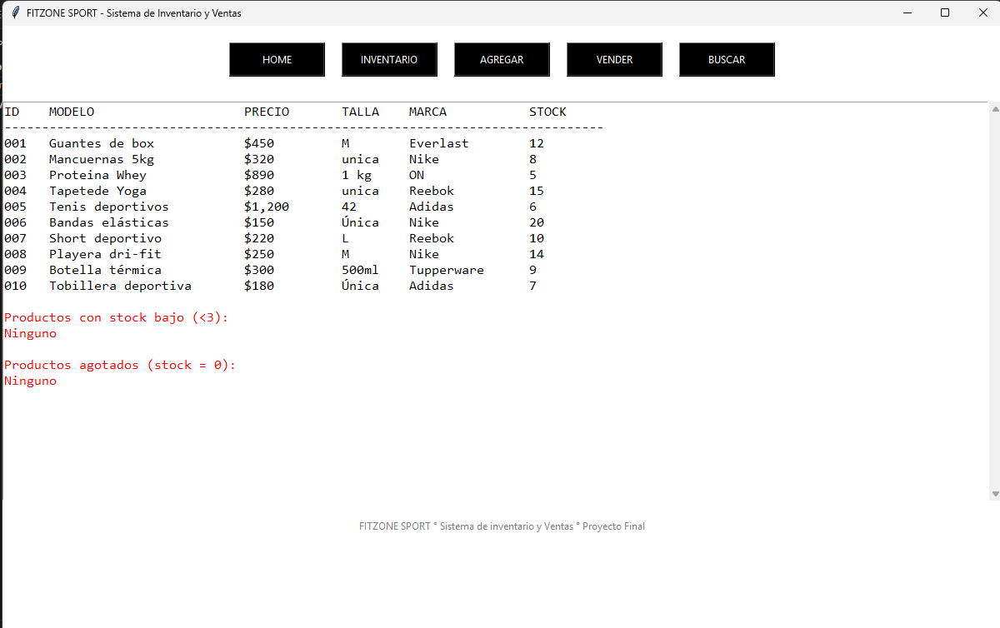 FITZONE SPORT - Sistema de Inventario y Ventas
HOME INVENTARIO AGREGAR VENDER BUSCAR
ID MODELO PRECIO TALLA MARCA STOCK
--------------------------------------------------------------------------------
001 Guantes de box $450 M Everlast 12
002 Mancuernas 5kg $320 unica Nike 8
003 Proteina Whey $890 1 kg ON 5
004 Tapetede Yoga $280 unica Reebok 15
005 Tenis deportivos $1,200 42 Adidas 6
006 Bandas elásticas $150 Única Nike 20
007 Short deportivo $220 L Reebok 10
008 Playera dri-fit $250 M Nike 14
009 Botella térmica $300 500ml Tupperware 9
010 Tobillera deportiva $180 Única Adidas 7
Productos con stock bajo (<3):
Ninguno
Productos agotados (stock = 0):
Ninguno
FITZONE SPORT ° Sistema de inventario y Ventas ° Proyecto Final